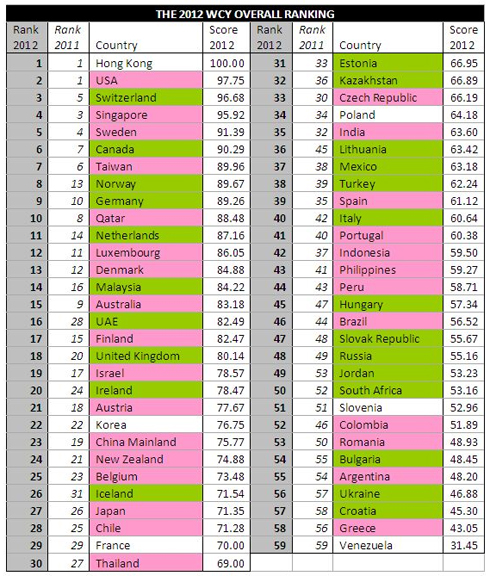 THE 2012 WCY OVERALL RANKING
Rank 2012 Rank 2011 Country Score 2012 Rank 2012 Rank 2011 Country Score 2012
1 1 Hong Kong 100.00 31 33 Estonia 66.95
2 1 USA 97.75 32 36 Kazakhstan 66.89
3 5 Switzerland 96.68 33 30 Czech Republic 66.19
4 3 Singapore 95.92 34 34 Poland 64.18
5 4 Sweden 91.39 35 32 India 63.60
6 7 Canada 90.29 36 45 Lithuania 63.42
7 6 Taiwan 89.96 37 38 Mexico 63.18
8 13 Norway 89.67 38 39 Turkey 62.24
9 10 Germany 89.26 39 35 Spain 61.12
10 8 Qatar 88.48 40 42 Italy 60.64
11 14 Netherlands 87.16 41 40 Portugal 60.38
12 11 Luxembourg 86.05 42 37 Indonesia 59.50
13 12 Denmark 84.88 43 41 Philippines 59.27
14 16 Malaysia 84.22 44 43 Peru 58.71
15 9 Australia 83.18 45 47 Hungary 57.34
16 28 UAE 82.49 46 44 Brazil 56.52
17 15 Finland 82.47 47 48 Slovak Republic 55.67
18 20 United Kingdom 80.14 48 49 Russia 55.16
19 17 Israel 78.57 49 53 Jordan 53.23
20 24 Ireland 78.47 50 52 South Africa 53.16
21 18 Austria 77.67 51 51 Slovenia 52.96
22 22 Korea 76.75 52 46 Colombia 51.89
23 19 China Mainland 75.77 53 50 Romania 48.93
24 21 New Zealand 74.88 54 55 Bulgaria 48.45
25 23 Belgium 73.48 55 54 Argentina 48.20
26 31 Iceland 71.54 56 57 Ukraine 46.88
27 26 Japan 71.35 57 58 Croatia 45.30
28 25 Chile 71.28 58 56 Greece 43.05
29 29 France 70.00 59 59 Venezuela 31.45
30 27 Thailand 69.00